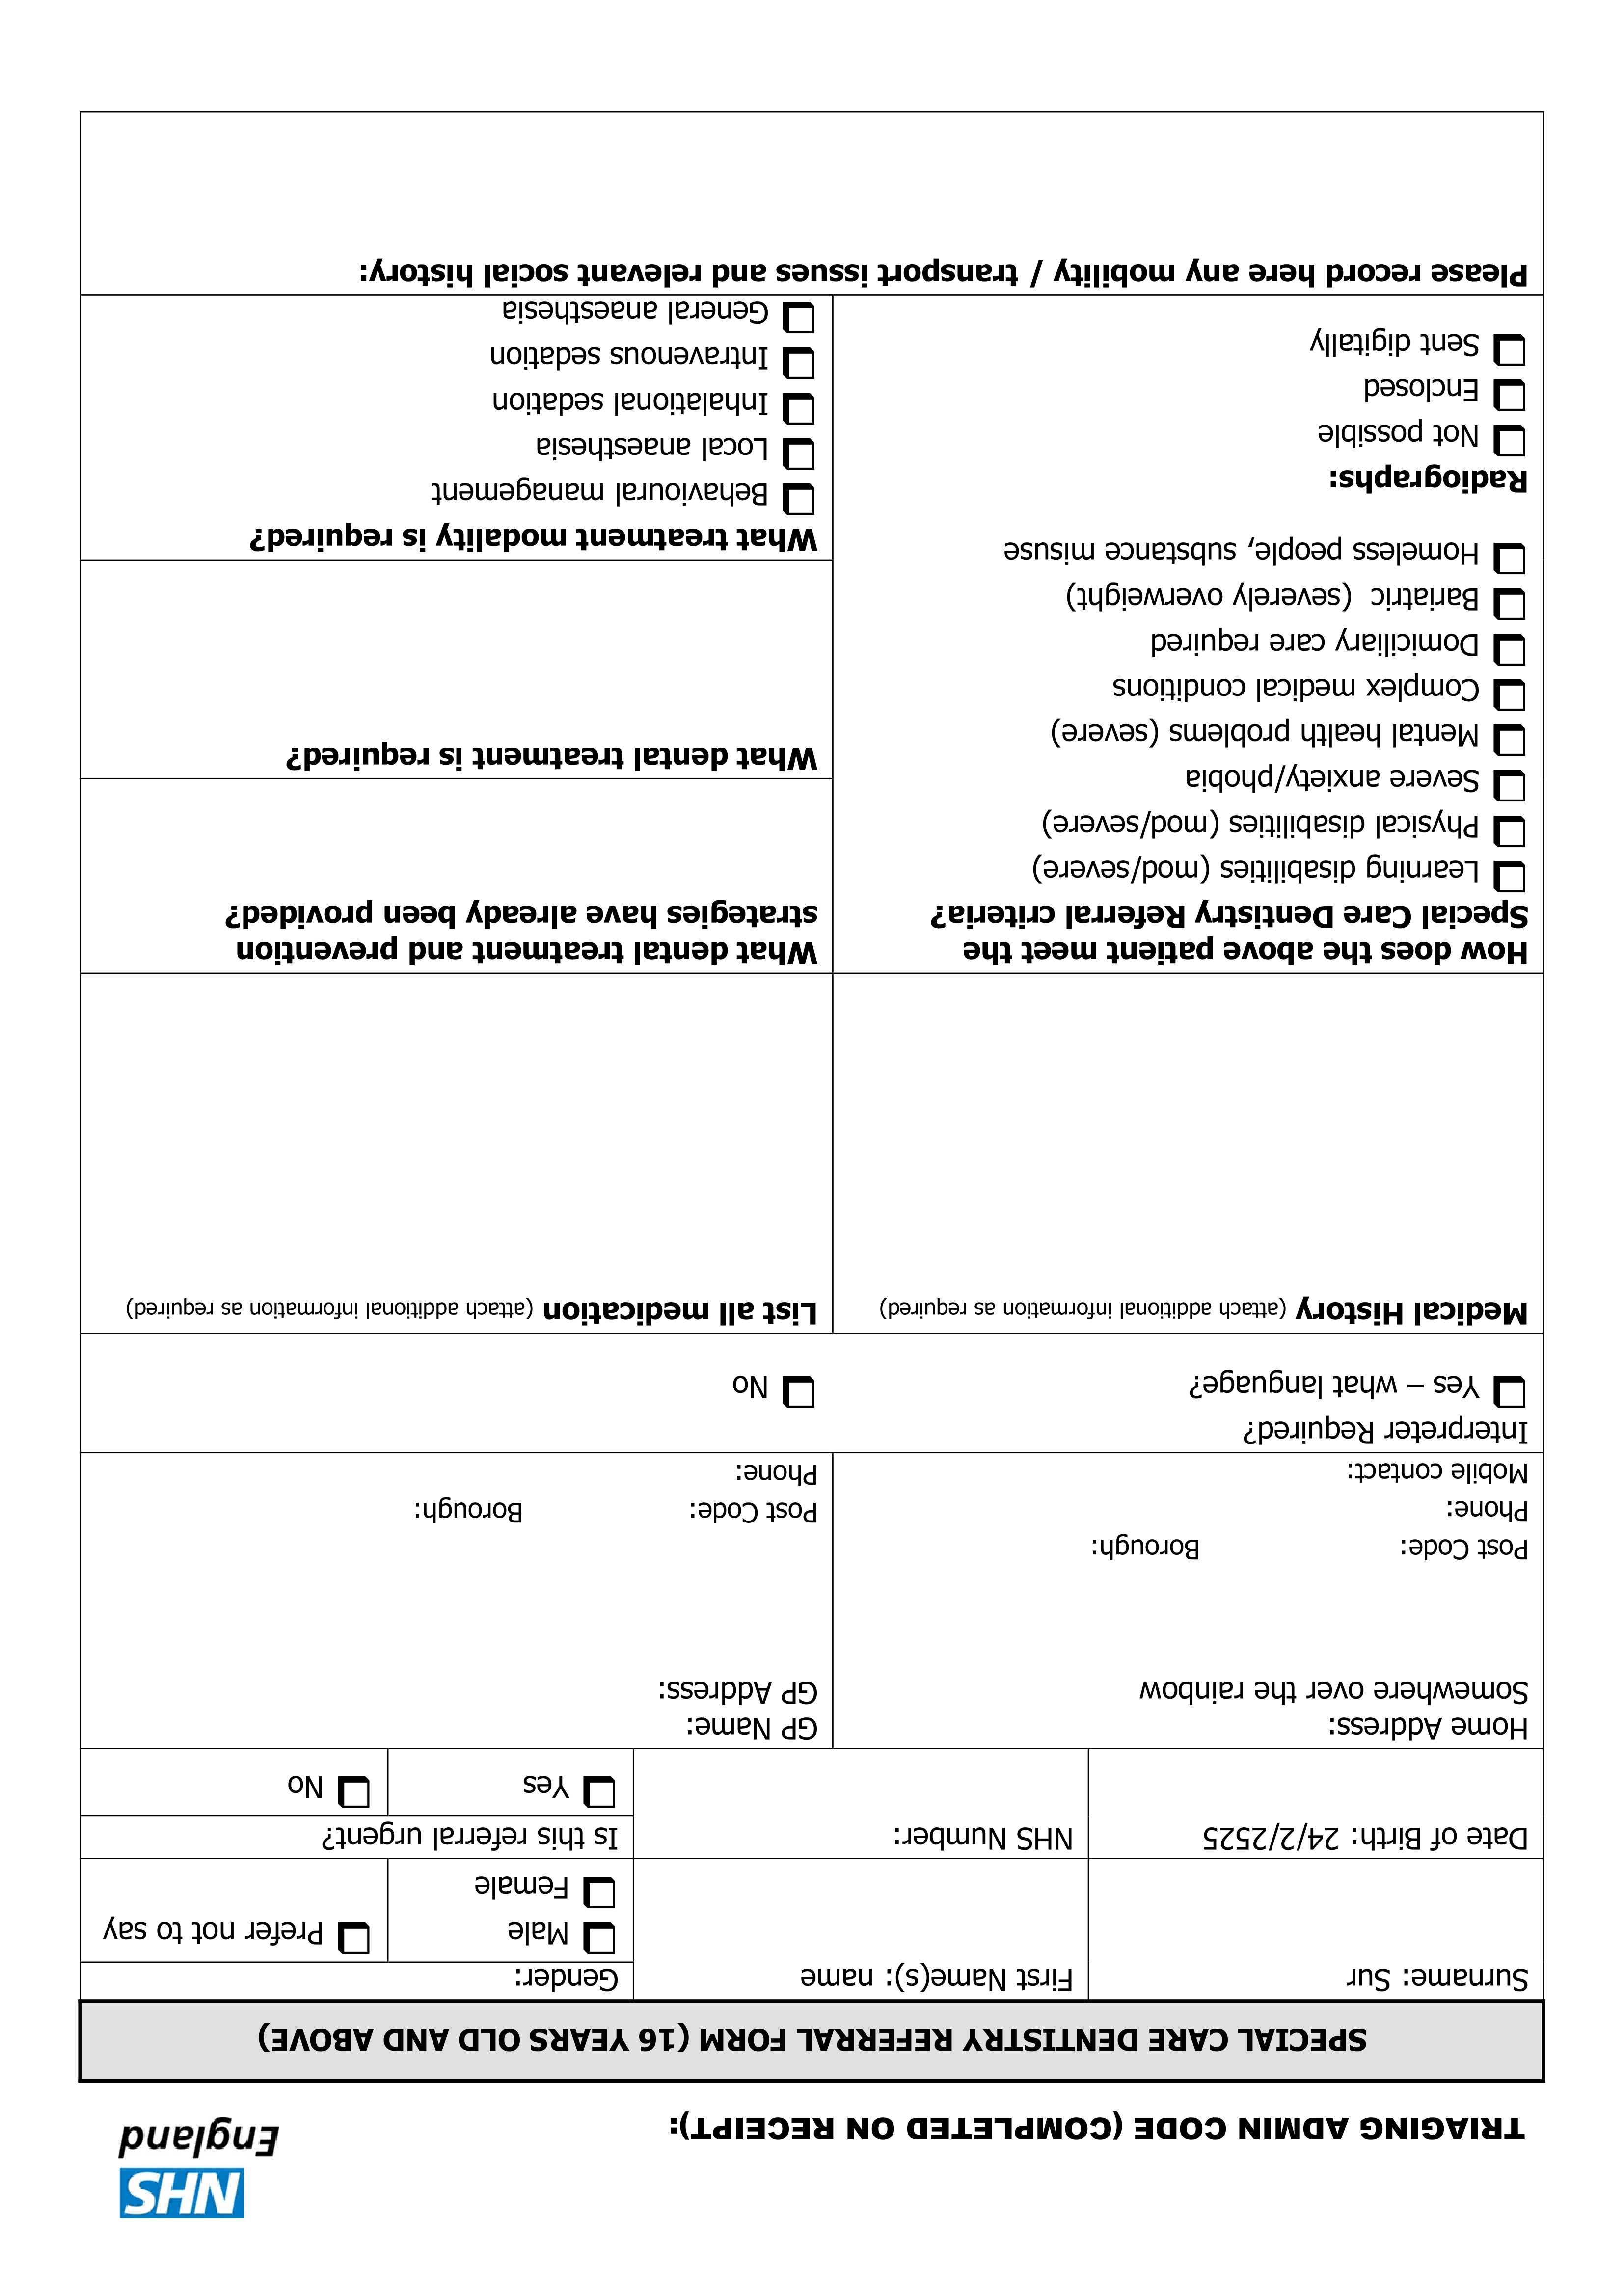 NHS
England
TRIAGING ADMIN CODE (COMPLETED ON RECEIPT):
SPECIAL CARE DENTISTRY REFERRAL FORM (16 YEARS OLD AND ABOVE)
Surname: Sur
First Name(s): name
Gender:
Male
Female
Prefer not to say
Date of Birth: 24/2/2525
NHS Number:
Is this referral urgent?
Yes
No
Home Address:
Somewhere over the rainbow
Post Code: Borough:
Phone:
Mobile contact:
GP Name:
GP Address:
Post Code: Borough:
Phone:
Interpreter Required?
Yes – what language?
No
Medical History (attach additional information as required)
List all medication (attach additional information as required)
How does the above patient meet the
Special Care Dentistry Referral criteria?
Learning disabilities (mod/severe)
Physical disabilities (mod/severe)
Severe anxiety/phobia
Mental health problems (severe)
Complex medical conditions
Domiciliary care required
Bariatric (severely overweight)
Homeless people, substance misuse
Radiographs:
Not possible
Enclosed
Sent digitally
What dental treatment and prevention
strategies have already been provided?
What dental treatment is required?
What treatment modality is required?
Behavioural management
Local anaesthesia
Inhalational sedation
Intravenous sedation
General anaesthesia
Please record here any mobility / transport issues and relevant social history: